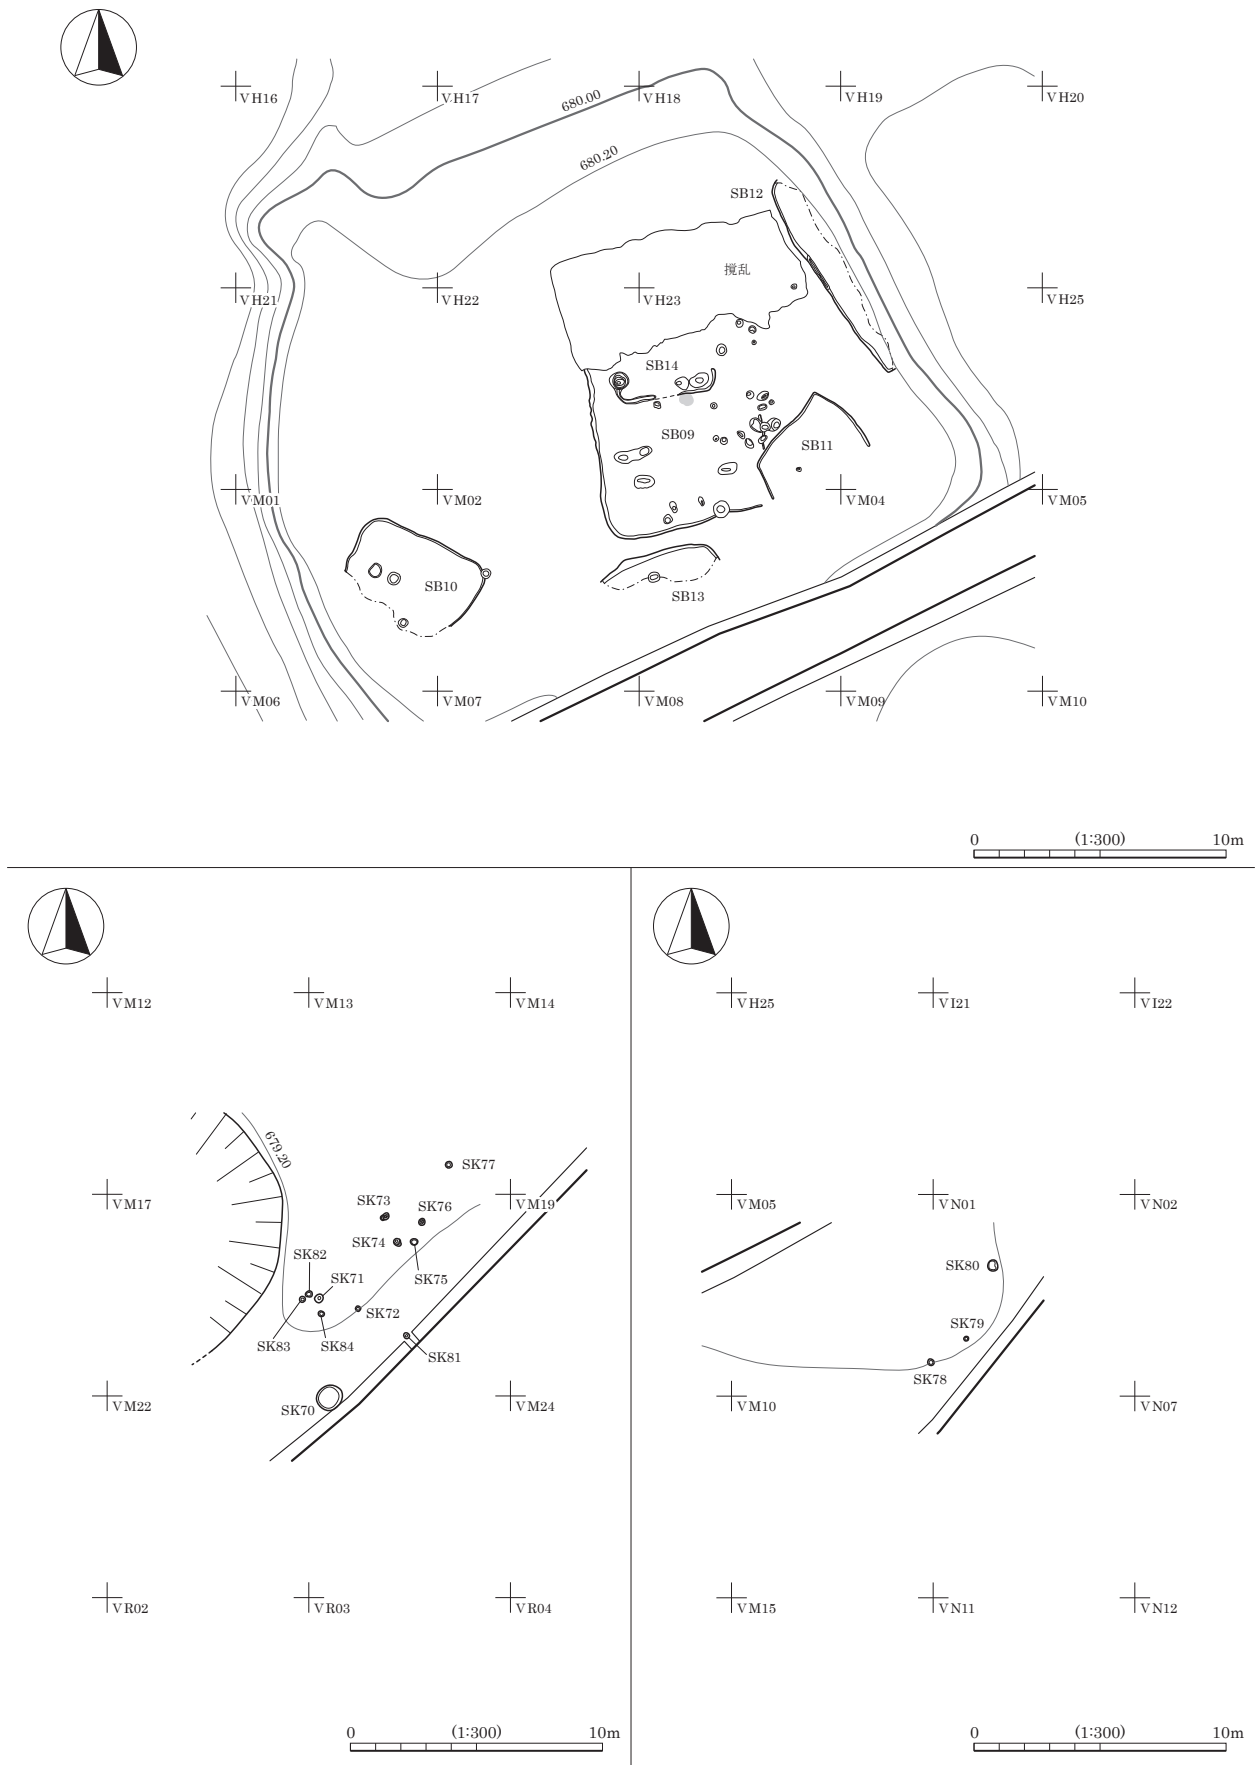 VH16
VH17
VH18
VH19
VH20
680.00
680.20
SB12
攪乱
VH21
VH22
VH23
VH25
SB14
SB09
SB11
VM01
VM02
VM04
VM05
SB10
SB13
VM06
VM07
VM08
VM09
VM10
0 (1:300) 10m
VM12
VM13
VM14
679.20
SK77
VM17
SK73
SK76
VM19
SK74
SK82
SK71
SK75
SK72
SK83
SK84
SK81
SK70
VM22
VM24
VR02
VR03
VR04
0 (1:300) 10m
VH25
VI21
VI22
VM05
VN01
VN02
SK80
SK79
SK78
VM10
VN07
VM15
VN11
VN12
0 (1:300) 10m